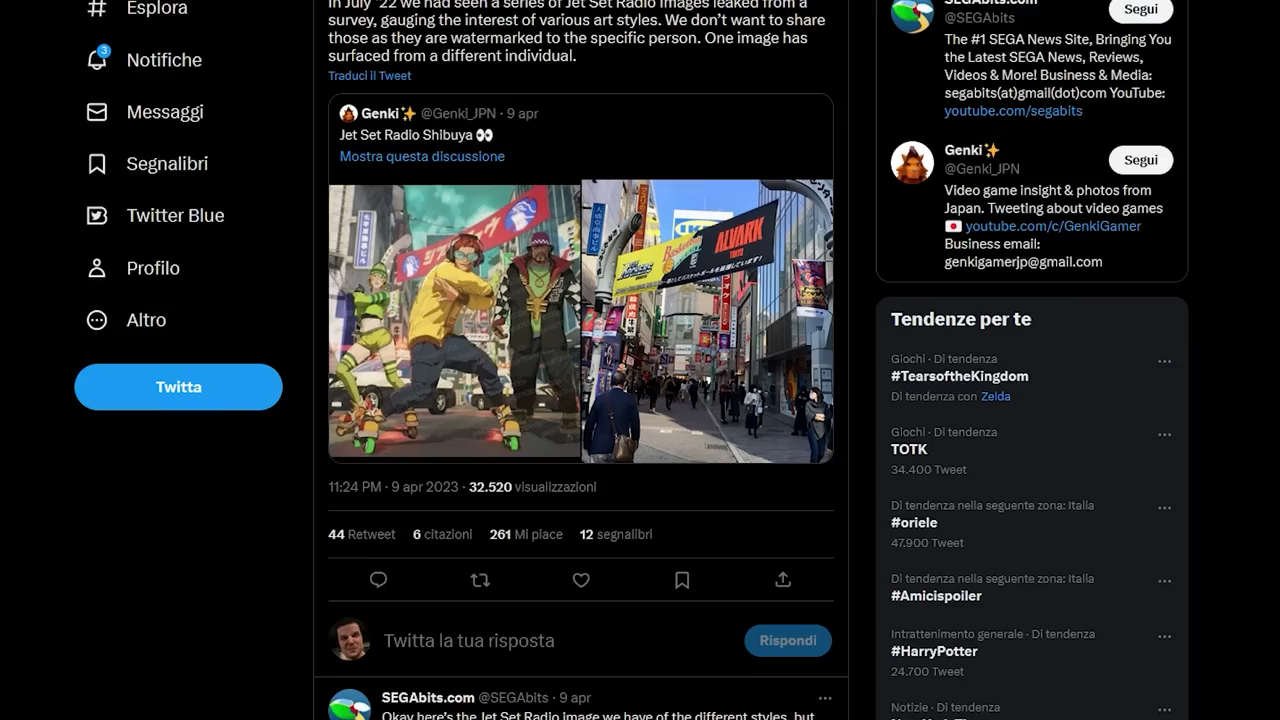 Esplora
3
Notifiche
Messaggi
Segnalibri
Twitter Blue
Profilo
Altro
Twitta
In July '22 we had seen a series of Jet Set Radio images leaked from a
survey, gauging the interest of various art styles. We don't want to share
those as they are watermarked to the specific person. One image has
surfaced from a different individual.
Traduci il Tweet
Genki✨ @Genki_JPN · 9 apr
Jet Set Radio Shibuya 👀
Mostra questa discussione
IKEA
Basketball
ALVARK
TOKYO
11:24 PM · 9 apr 2023 · 32.520 visualizzazioni
44 Retweet 6 citazioni 261 Mi piace 12 segnalibri
Twitta la tua risposta
Rispondi
SEGAbits.com @SEGAbits · 9 apr
Okay here's the Jet Set Radio image we have of the different styles, but
SEGAbits.com
@SEGAbits
Segui
The #1 SEGA News Site, Bringing You
the Latest SEGA News, Reviews,
Videos & More! Business & Media:
segabits(at)gmail(dot)com YouTube:
youtube.com/segabits
Genki✨
@Genki_JPN
Segui
Video game insight & photos from
Japan. Tweeting about video games
🇯🇵 youtube.com/c/GenkiGamer
Business email:
genkigamerjp@gmail.com
Tendenze per te
Giochi · Di tendenza
#TearsoftheKingdom
Di tendenza con Zelda
Giochi · Di tendenza
TOTK
34.400 Tweet
Di tendenza nella seguente zona: Italia
#oriele
47.900 Tweet
Di tendenza nella seguente zona: Italia
#Amicispoiler
Intrattenimento generale · Di tendenza
#HarryPotter
24.700 Tweet
Notizie · Di tendenza